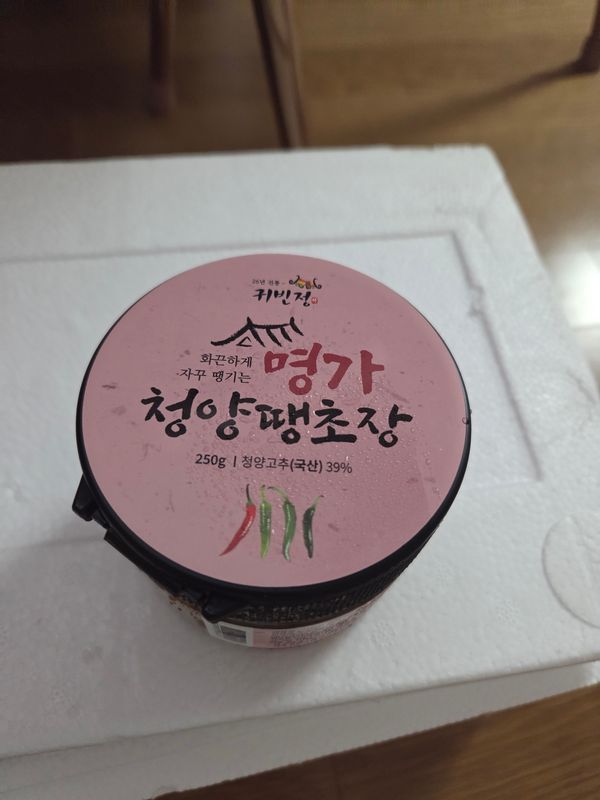 26년 전통
귀빈정
화끈하게
자꾸 땡기는
명가
청양땡초장
250g | 청양고추(국산) 39%